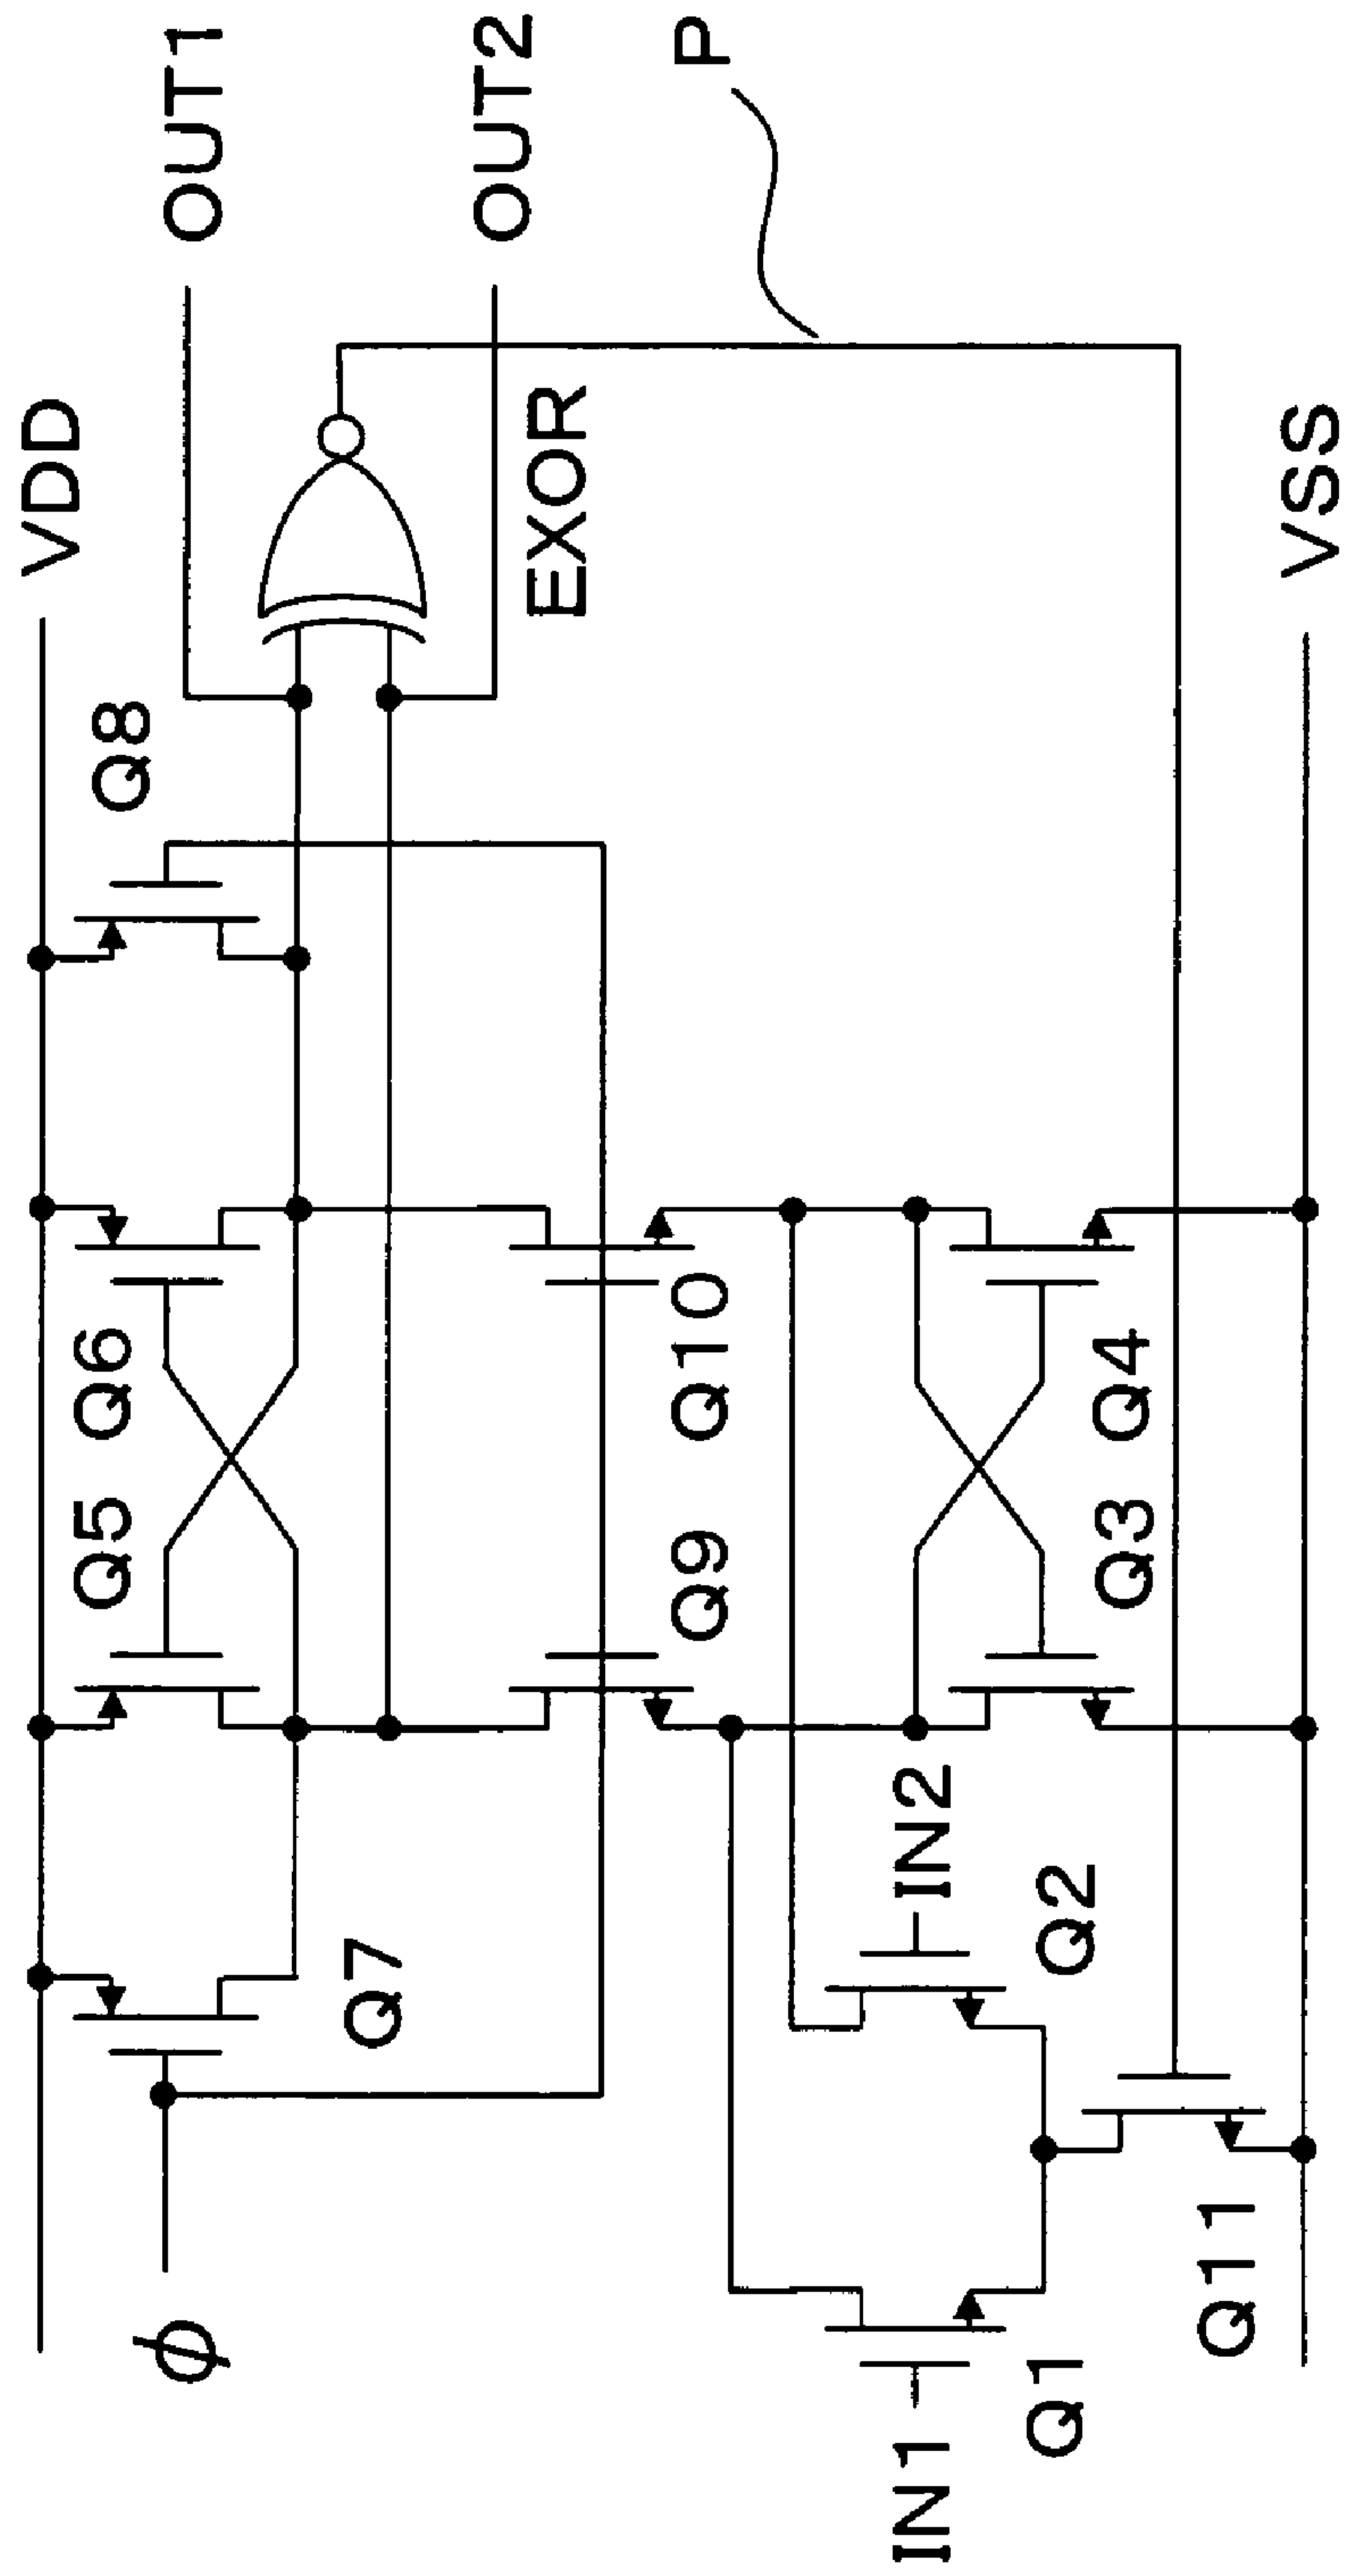 VDD
OUT1
Q8
Q5
Q6
Q7
φ
EXOR
OUT2
Q9
Q10
P
IN1
IN2
Q1
Q2
Q3
Q4
Q11
VSS